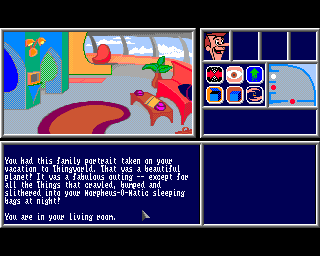 You had this family portrait taken on your
vacation to Thingworld. That was a beautiful
planet! It was a fabulous outing -- except for
all the Things that crawled, bumped and
slithered into your Morpheus-O-Matic sleeping
bags at night!
You are in your living room.